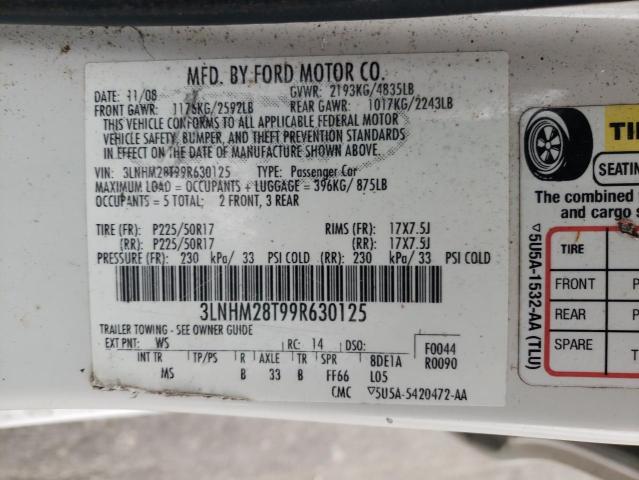 MFD. BY FORD MOTOR CO.
DATE: 11/08 GVWR: 2193KG/4835LB
FRONT GAWR: 1176KG/2592LB REAR GAWR: 1017KG/2243LB
THIS VEHICLE CONFORMS TO ALL APPLICABLE FEDERAL MOTOR
VEHICLE SAFETY, BUMPER, AND THEFT PREVENTION STANDARDS
IN EFFECT ON THE DATE OF MANUFACTURE SHOWN ABOVE.
VIN: 3LNHM28T99R630125 TYPE: Passenger Car
MAXIMUM LOAD = OCCUPANTS + LUGGAGE = 396KG/ 875LB
OCCUPANTS = 5 TOTAL: 2 FRONT, 3 REAR
TIRE (FR): P225/50R17 RIMS (FR): 17X7.5J
(RR): P225/50R17 (RR): 17X7.5J
PRESSURE (FR): 230 kPa/ 33 PSI COLD (RR): 230 kPa/ 33 PSI COLD
3LNHM28T99R630125
TRAILER TOWING - SEE OWNER GUIDE
EXT PNT: WS RC: 14 DSO: F0044
INT TR TP/PS R AXLE TR SPR 8DE1A R0090
MS B 33 B FF66 L05
CMC ▽5U5A-5420472-AA
▽5U5A-1532-AA (TLU)
SEATIN
The combined
and cargo s
TIRE
FRONT P
REAR P
SPARE T